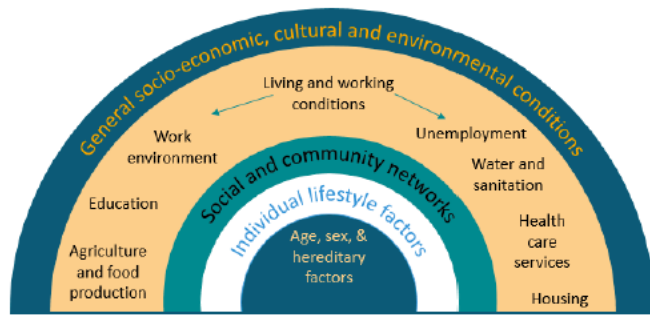 General socio-economic, cultural and environmental conditions
Living and working
conditions
Work
environment
Unemployment
Water and
sanitation
Education
Health
care
services
Agriculture
and food
production
Housing
Social and community networks
Individual lifestyle factors
Age, sex, &
hereditary
factors